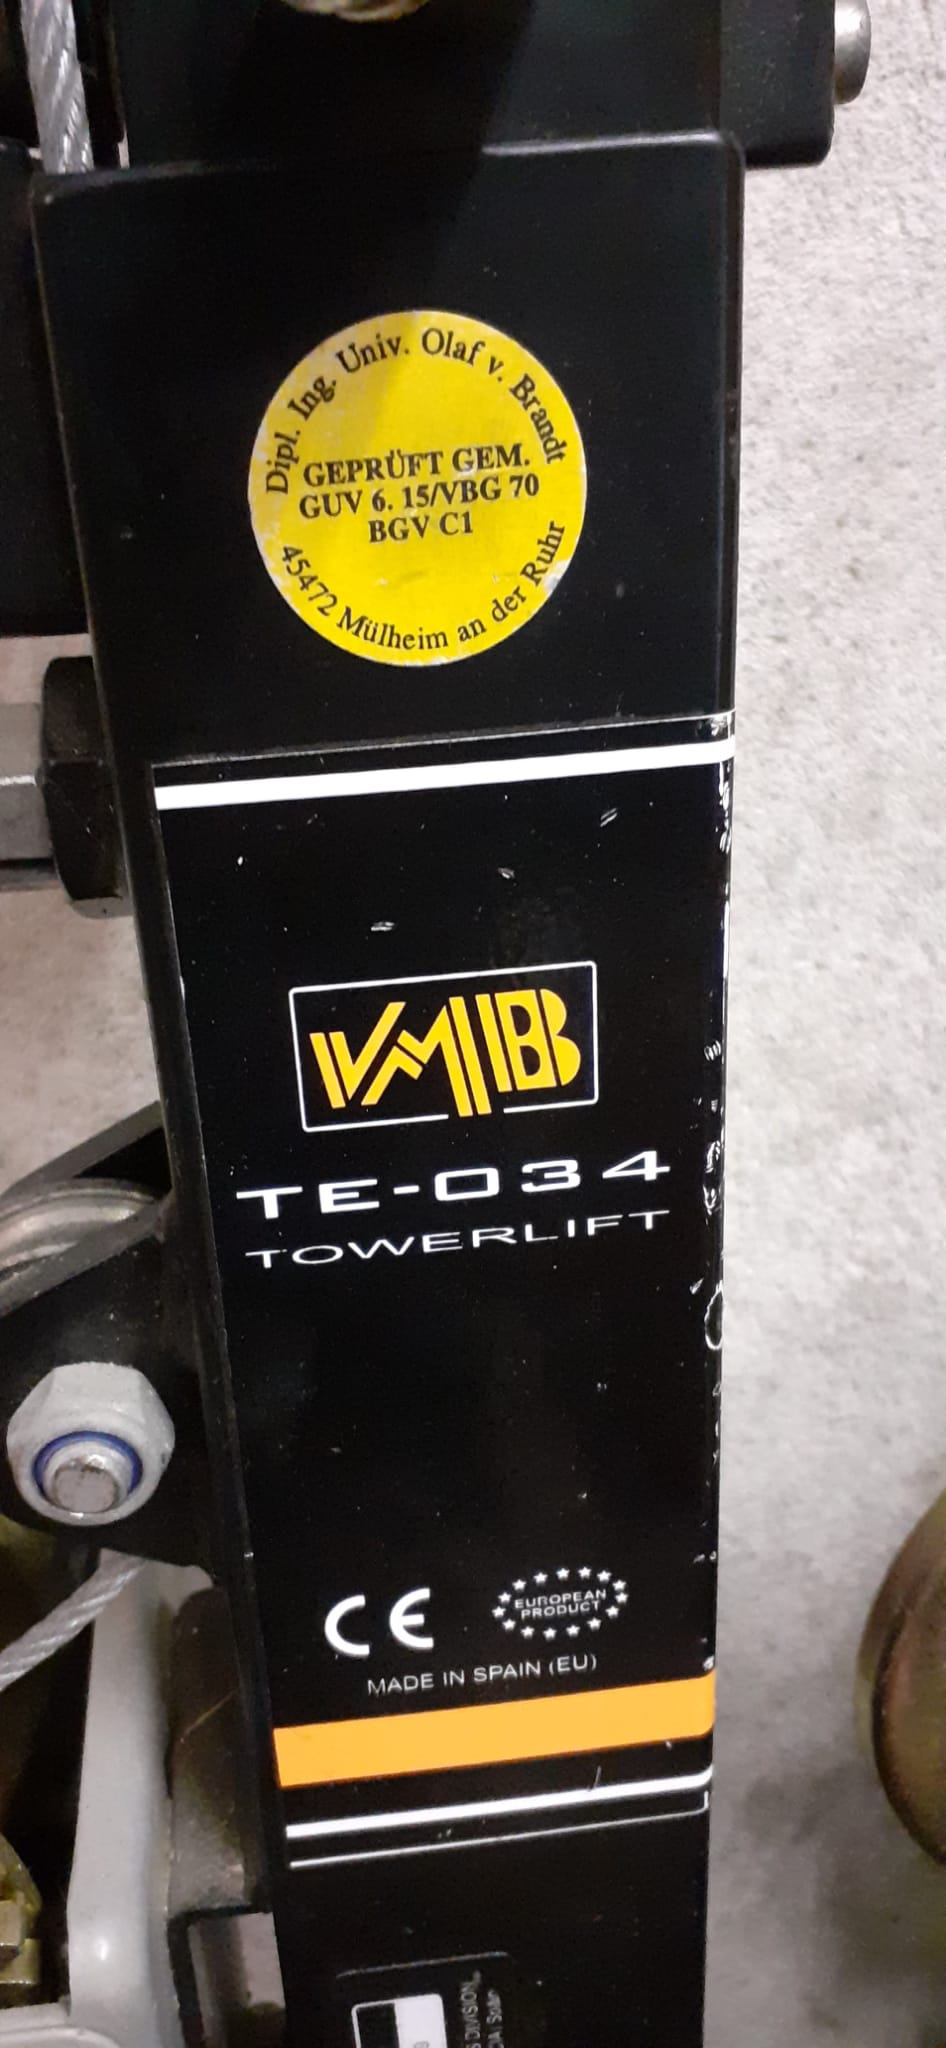 Dipl. Ing. Univ. Olaf v. Brandt
GEPRÜFT GEM.
GUV 6. 15/VBG 70
BGV C1
45472 Mülheim an der Ruhr
VMB
TE-034
TOWERLIFT
CE
EUROPEAN
PRODUCT
MADE IN SPAIN (EU)
DIVISION